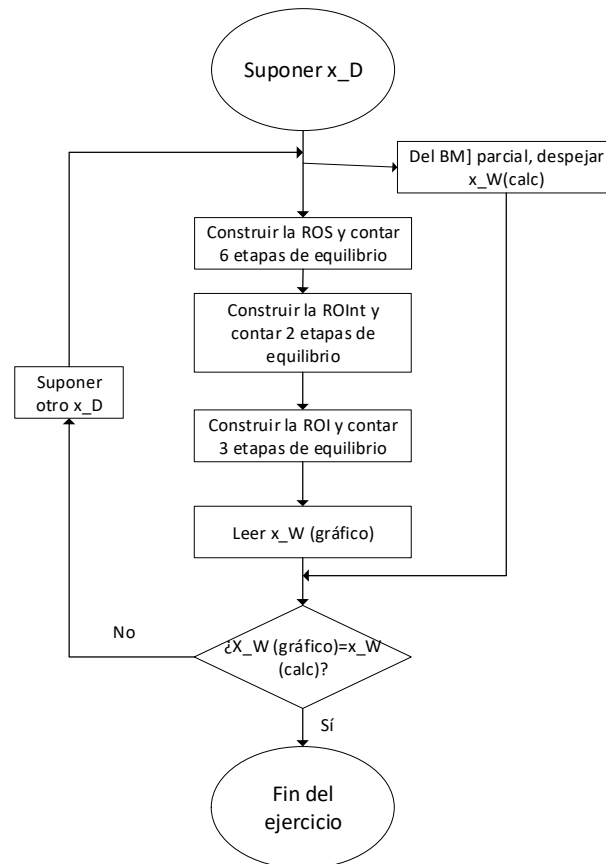 Suponer x_D
Del BM] parcial, despejar
x_W(calc)
Construir la ROS y contar
6 etapas de equilibrio
Construir la ROInt y
contar 2 etapas de
equilibrio
Suponer
otro x_D
Construir la ROI y contar
3 etapas de equilibrio
Leer x_W (gráfico)
No
¿X_W (gráfico)=x_W
(calc)?
Sí
Fin del
ejercicio